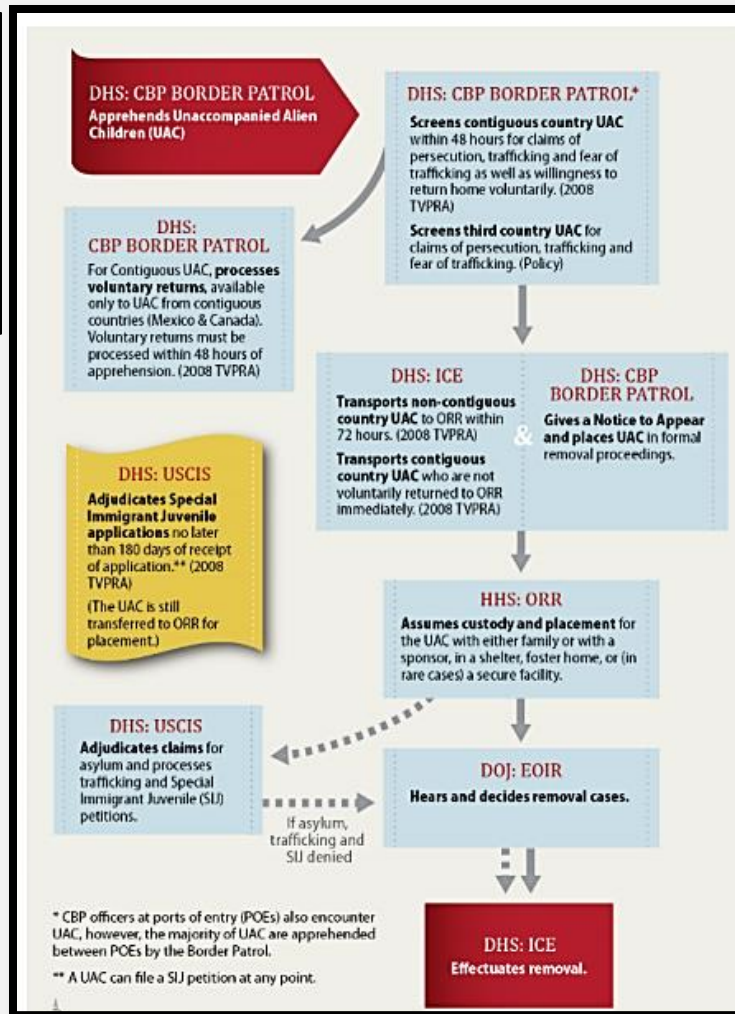 DHS: CBP BORDER PATROL
Apprehends Unaccompanied Alien
Children (UAC)
DHS: CBP BORDER PATROL*
Screens contiguous country UAC
within 48 hours for claims of
persecution, trafficking and fear of
trafficking as well as willingness to
return home voluntarily. (2008
TVPRA)
Screens third country UAC for
claims of persecution, trafficking and
fear of trafficking. (Policy)
DHS:
CBP BORDER PATROL
For Contiguous UAC, processes
voluntary returns, available
only to UAC from contiguous
countries (Mexico & Canada).
Voluntary returns must be
processed within 48 hours of
apprehension. (2008 TVPRA)
DHS: ICE
Transports non-contiguous
country UAC to ORR within
72 hours. (2008 TVPRA)
Transports contiguous
country UAC who are not
voluntarily returned to ORR
immediately. (2008 TVPRA)
&
DHS: CBP
BORDER PATROL
Gives a Notice to Appear
and places UAC in formal
removal proceedings.
DHS: USCIS
Adjudicates Special
Immigrant Juvenile
applications no later
than 180 days of receipt
of application.** (2008
TVPRA)
(The UAC is still
transferred to ORR for
placement.)
HHS: ORR
Assumes custody and placement for
the UAC with either family or with a
sponsor, in a shelter, foster home, or (in
rare cases) a secure facility.
DHS: USCIS
Adjudicates claims for
asylum and processes
trafficking and Special
Immigrant Juvenile (SIJ)
petitions.
If asylum,
trafficking and
SIJ denied
DOJ: EOIR
Hears and decides removal cases.
DHS: ICE
Effectuates removal.
* CBP officers at ports of entry (POEs) also encounter
UAC, however, the majority of UAC are apprehended
between POEs by the Border Patrol.
** A UAC can file a SIJ petition at any point.